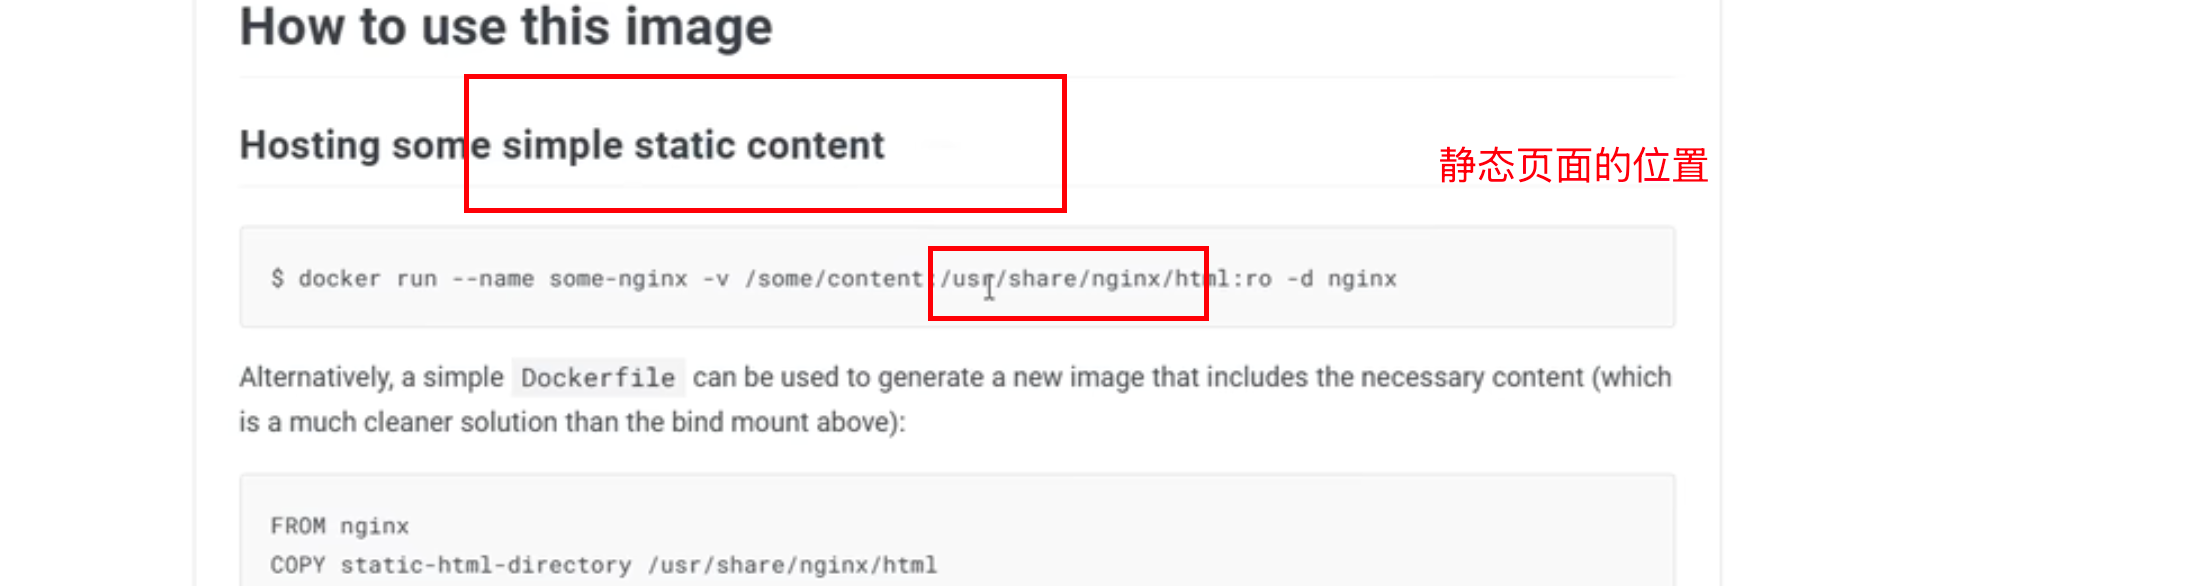 How to use this image
Hosting some simple static content
静态页面的位置
$ docker run --name some-nginx -v /some/content:/usr/share/nginx/html:ro -d nginx
Alternatively, a simple Dockerfile can be used to generate a new image that includes the necessary content (which
is a much cleaner solution than the bind mount above):
FROM nginx
COPY static-html-directory /usr/share/nginx/html